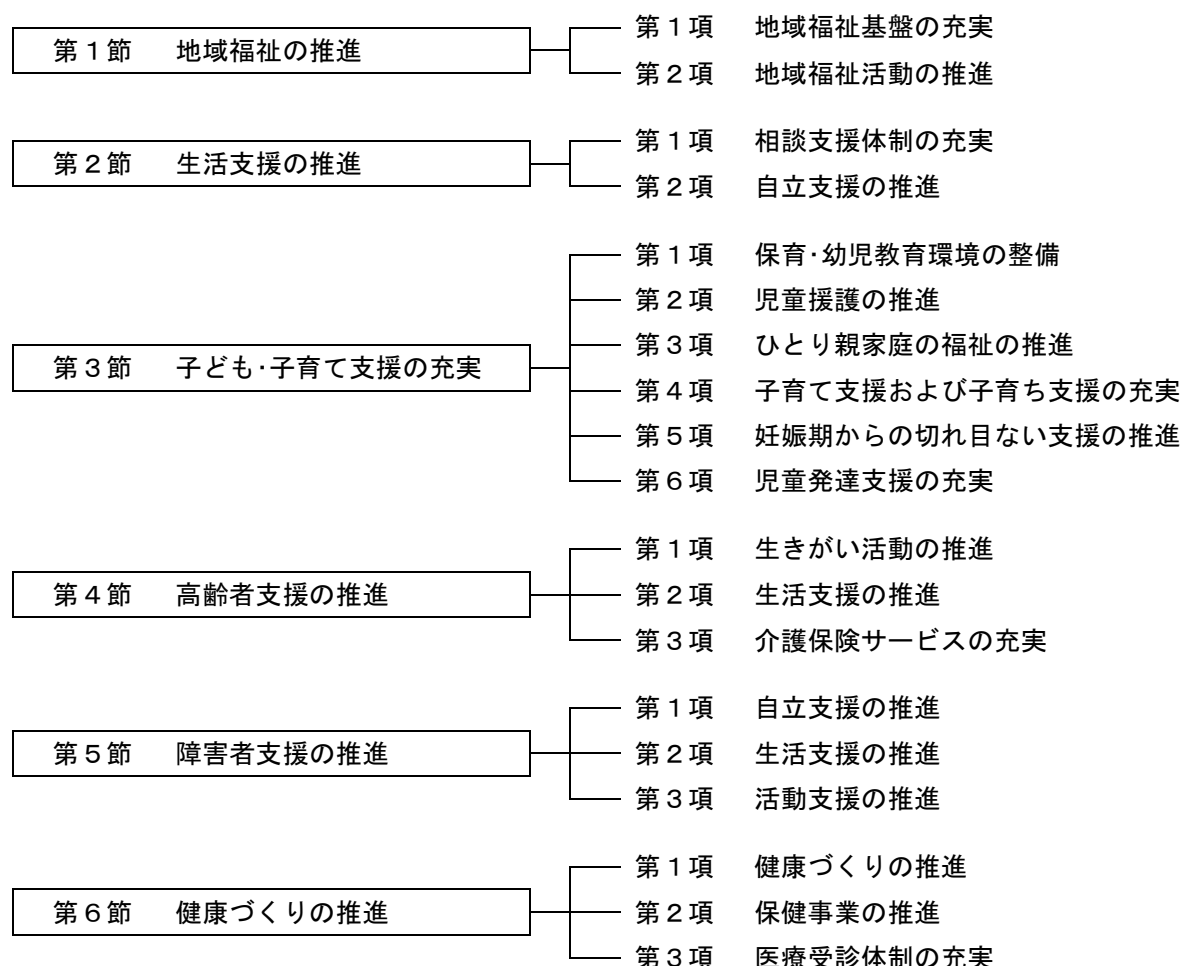 第1節 地域福祉の推進
第1項 地域福祉基盤の充実
第2項 地域福祉活動の推進
第2節 生活支援の推進
第1項 相談支援体制の充実
第2項 自立支援の推進
第3節 子ども･子育て支援の充実
第1項 保育･幼児教育環境の整備
第2項 児童援護の推進
第3項 ひとり親家庭の福祉の推進
第4項 子育て支援および子育ち支援の充実
第5項 妊娠期からの切れ目ない支援の推進
第6項 児童発達支援の充実
第4節 高齢者支援の推進
第1項 生きがい活動の推進
第2項 生活支援の推進
第3項 介護保険サービスの充実
第5節 障害者支援の推進
第1項 自立支援の推進
第2項 生活支援の推進
第3項 活動支援の推進
第6節 健康づくりの推進
第1項 健康づくりの推進
第2項 保健事業の推進
第3項 医療受診体制の充実